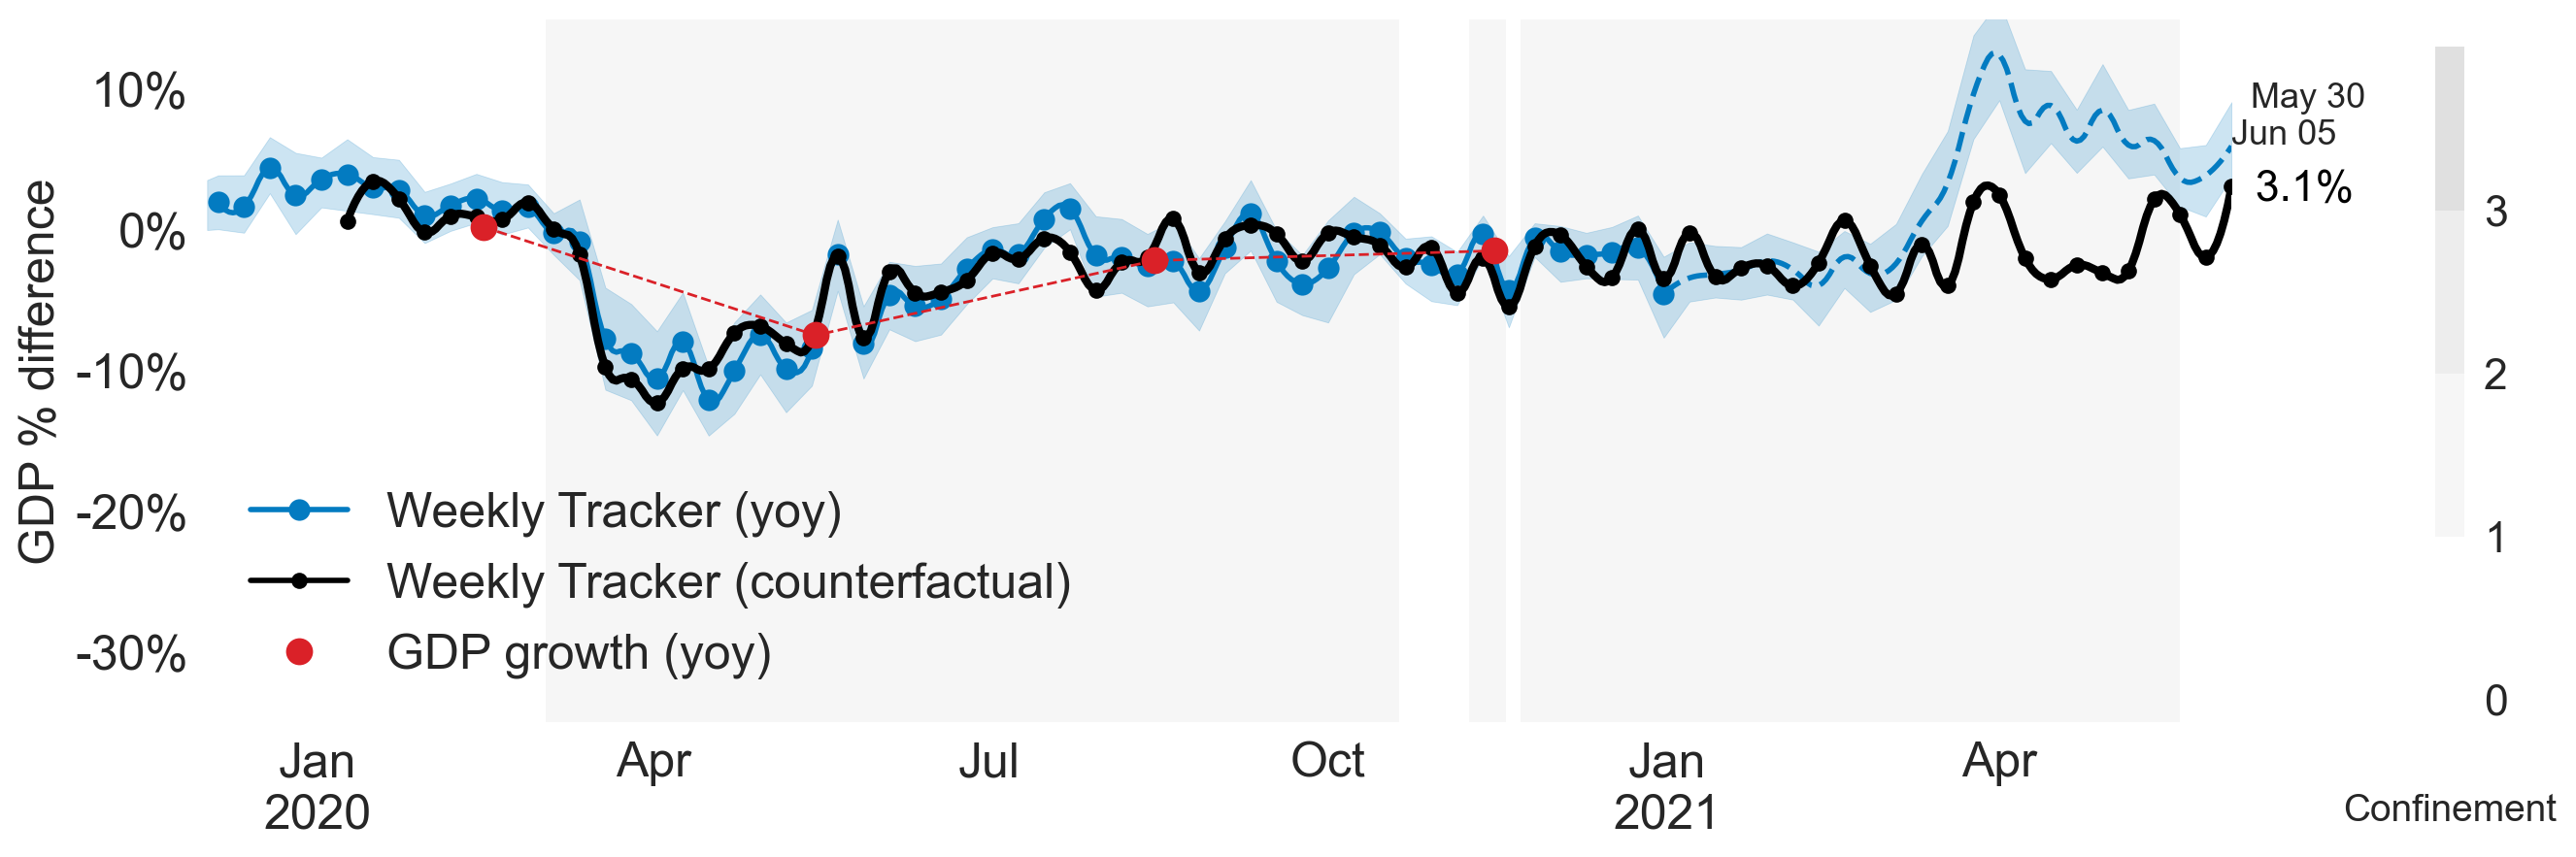 GDP % difference
10%
0%
-10%
-20%
-30%
Weekly Tracker (yoy)
Weekly Tracker (counterfactual)
GDP growth (yoy)
May 30
Jun 05
3.1%
3
2
1
0
Jan
2020
Apr
Jul
Oct
Jan
2021
Apr
Confinement